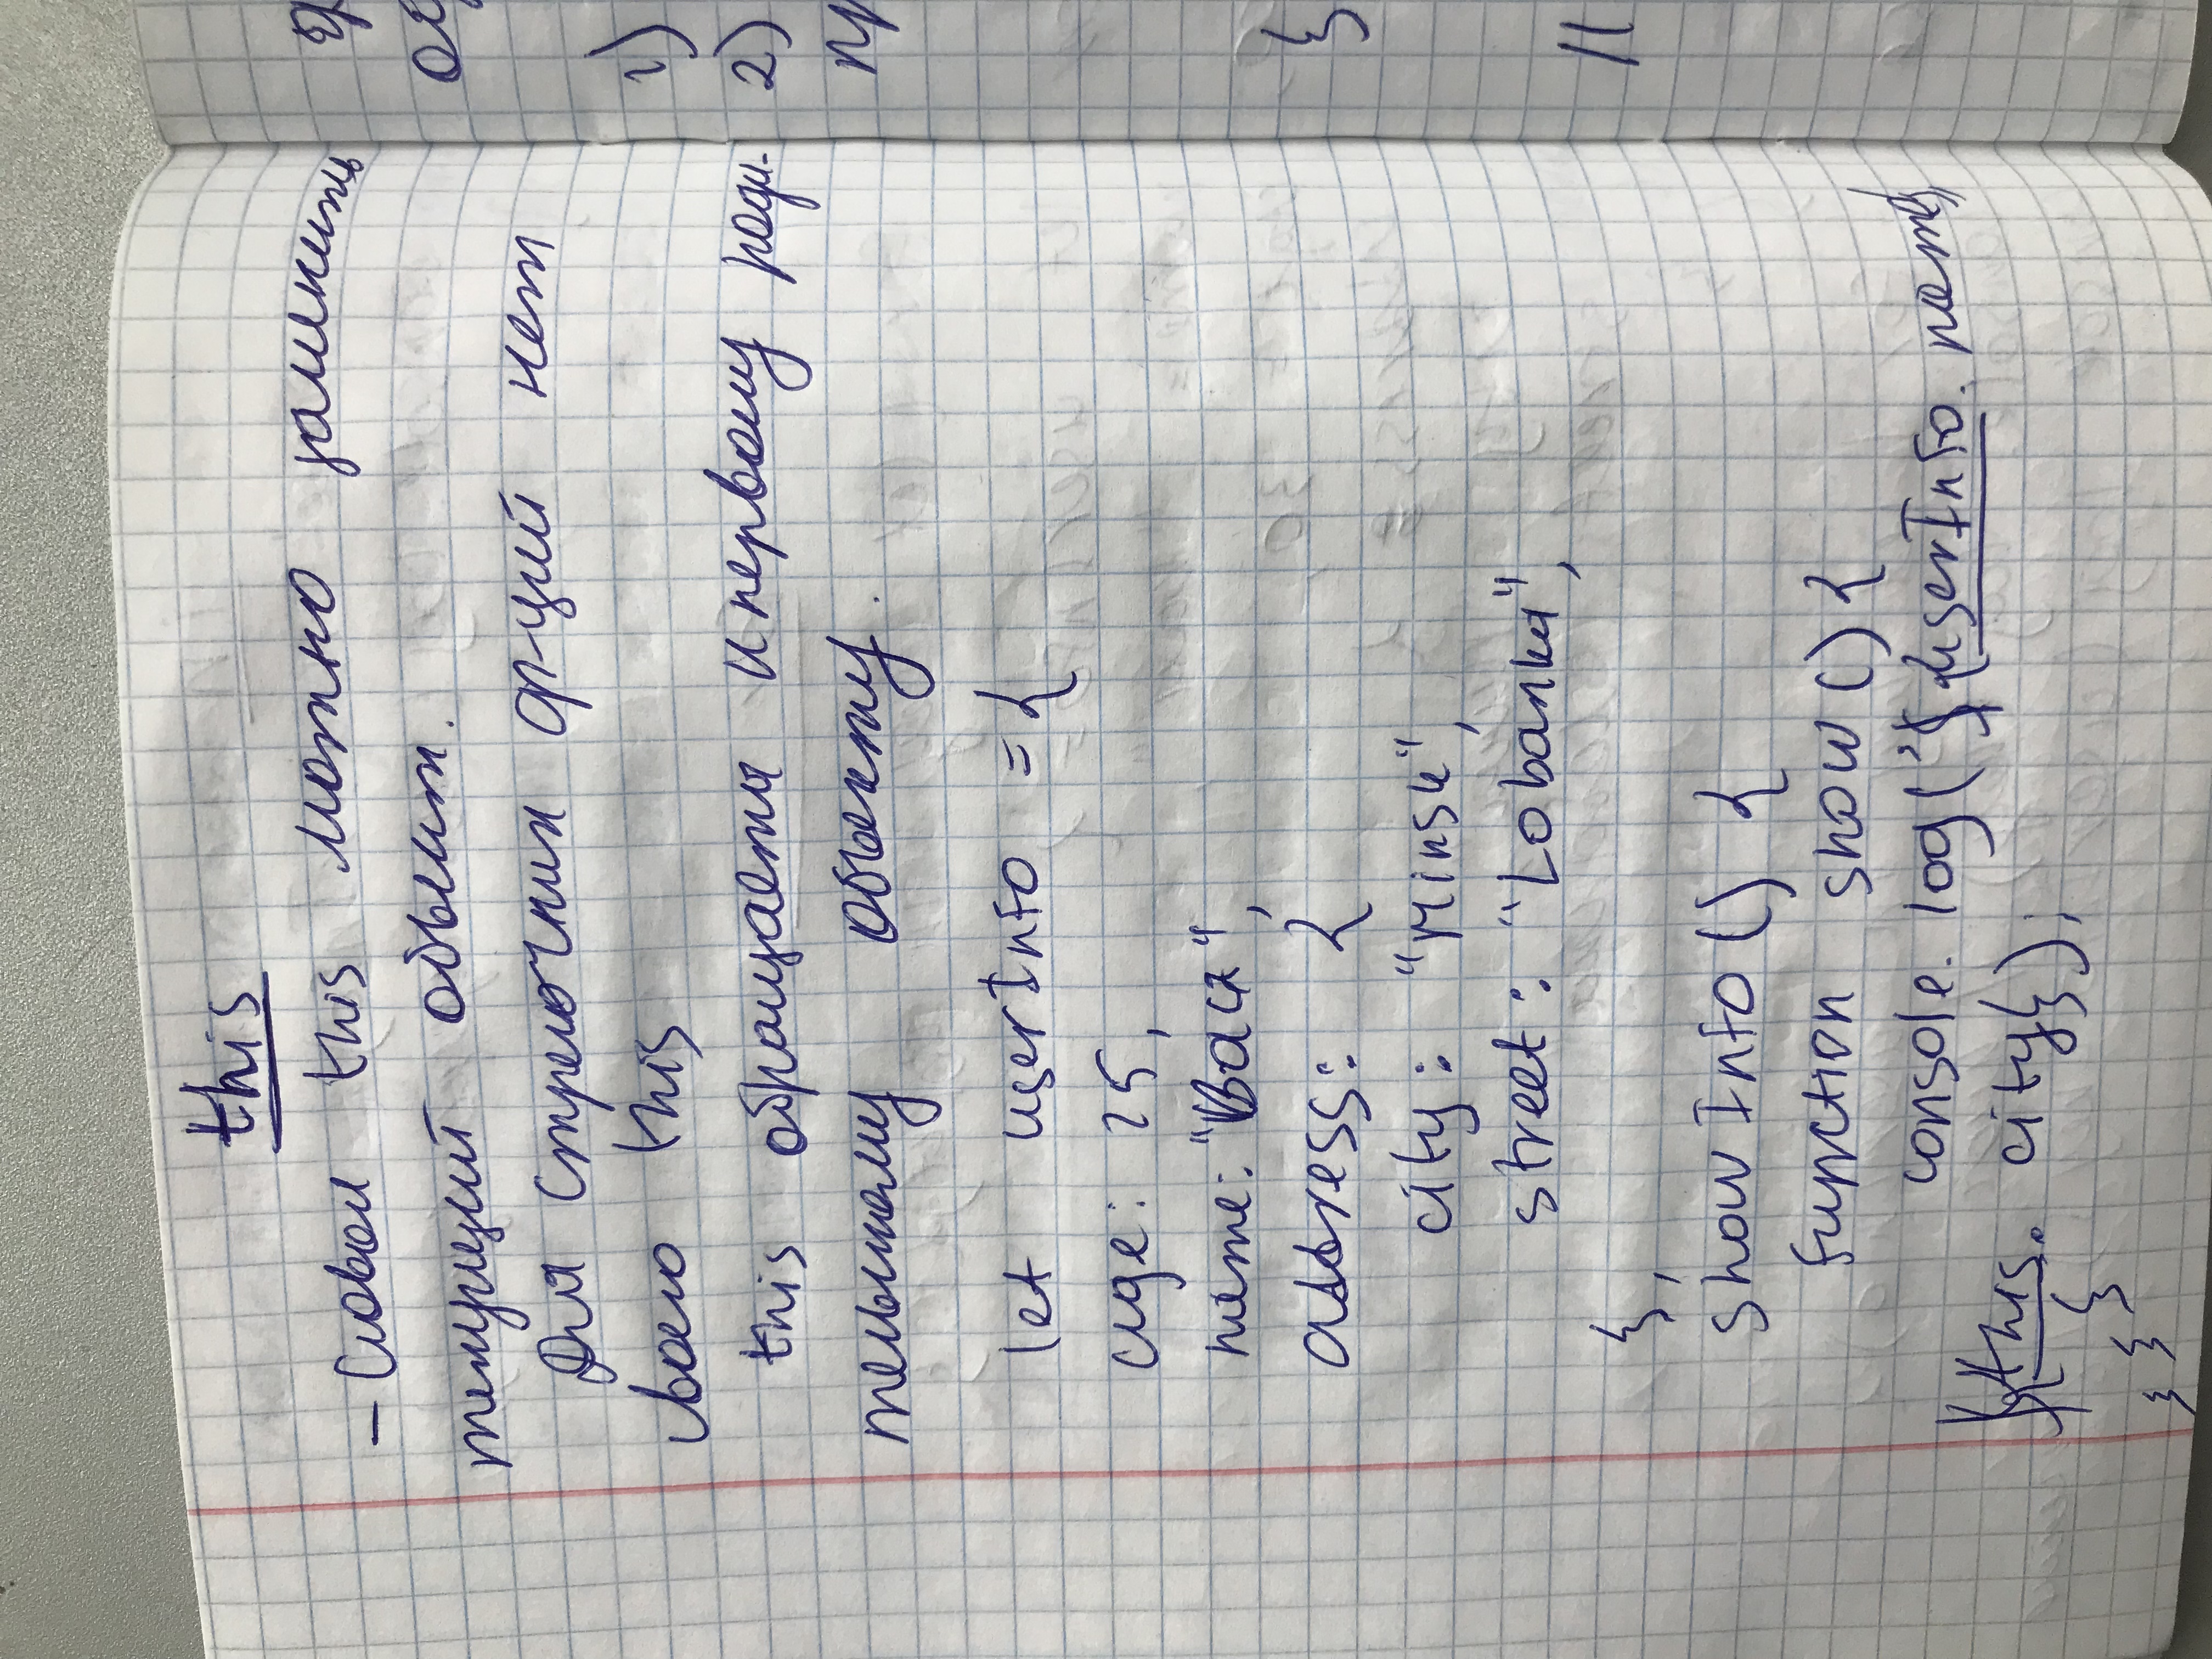 this
– Словом this можно заменить
текущий объект.
Для стрелочных ф-ций нет
своего this
this обращается к первому роди-
тельскому объекту.
let userInfo = {
age: 25,
name: "Вася",
address: {
city: "Minsk",
street: "Lobanka",
},
showInfo () {
function show () {
console. log(`${userInfo. name}
${this. city}`);
}
}
}
1)
2)
пр
}
//